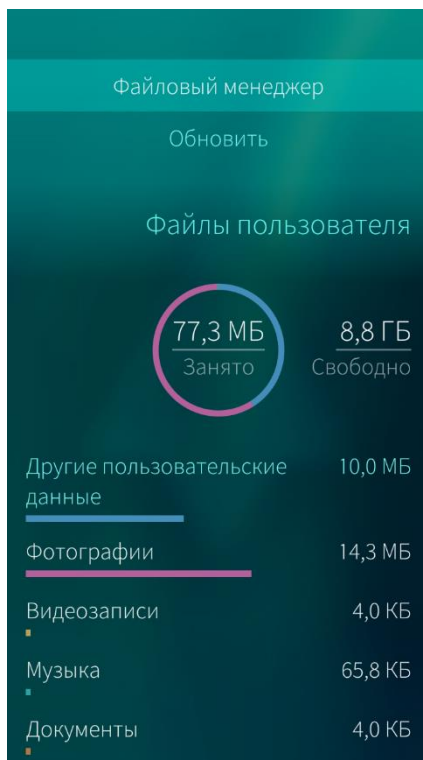 Файловый менеджер
Обновить
Файлы пользователя
77,3 МБ 8,8 ГБ
Занято Свободно
Другие пользовательские 10,0 МБ
данные
Фотографии 14,3 МБ
Видеозаписи 4,0 КБ
Музыка 65,8 КБ
Документы 4,0 КБ